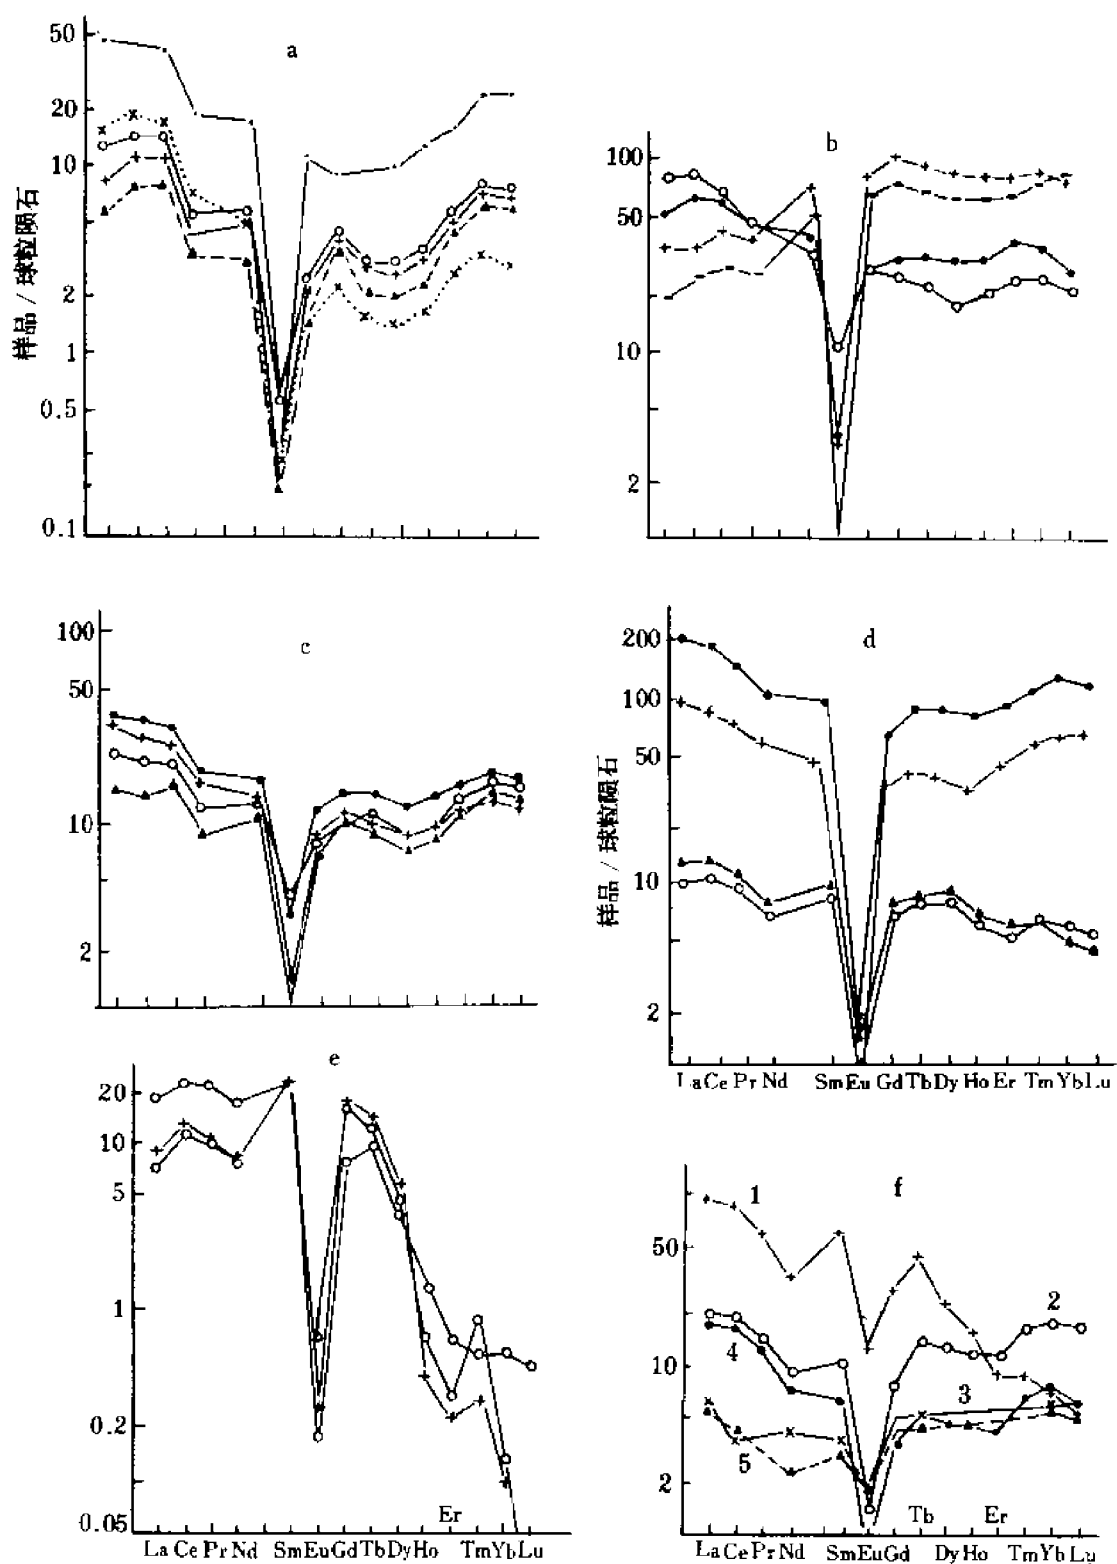 a
50
20
10
2
1
0.5
0.1
样品 / 球粒陨石
b
100
50
10
2
c
100
50
10
2
d
200
100
50
10
2
样品 / 球粒陨石
La Ce Pr Nd Sm Eu Gd Tb Dy Ho Er Tm Yb Lu
e
20
10
5
1
0.2
0.05
Er
La Ce Pr Nd Sm Eu Gd Tb Dy Ho Tm Yb Lu
f
50
10
2
1
2
3
4
5
Tb Er
La Ce Pr Nd Sm Eu Gd Dy Ho Tm Yb Lu